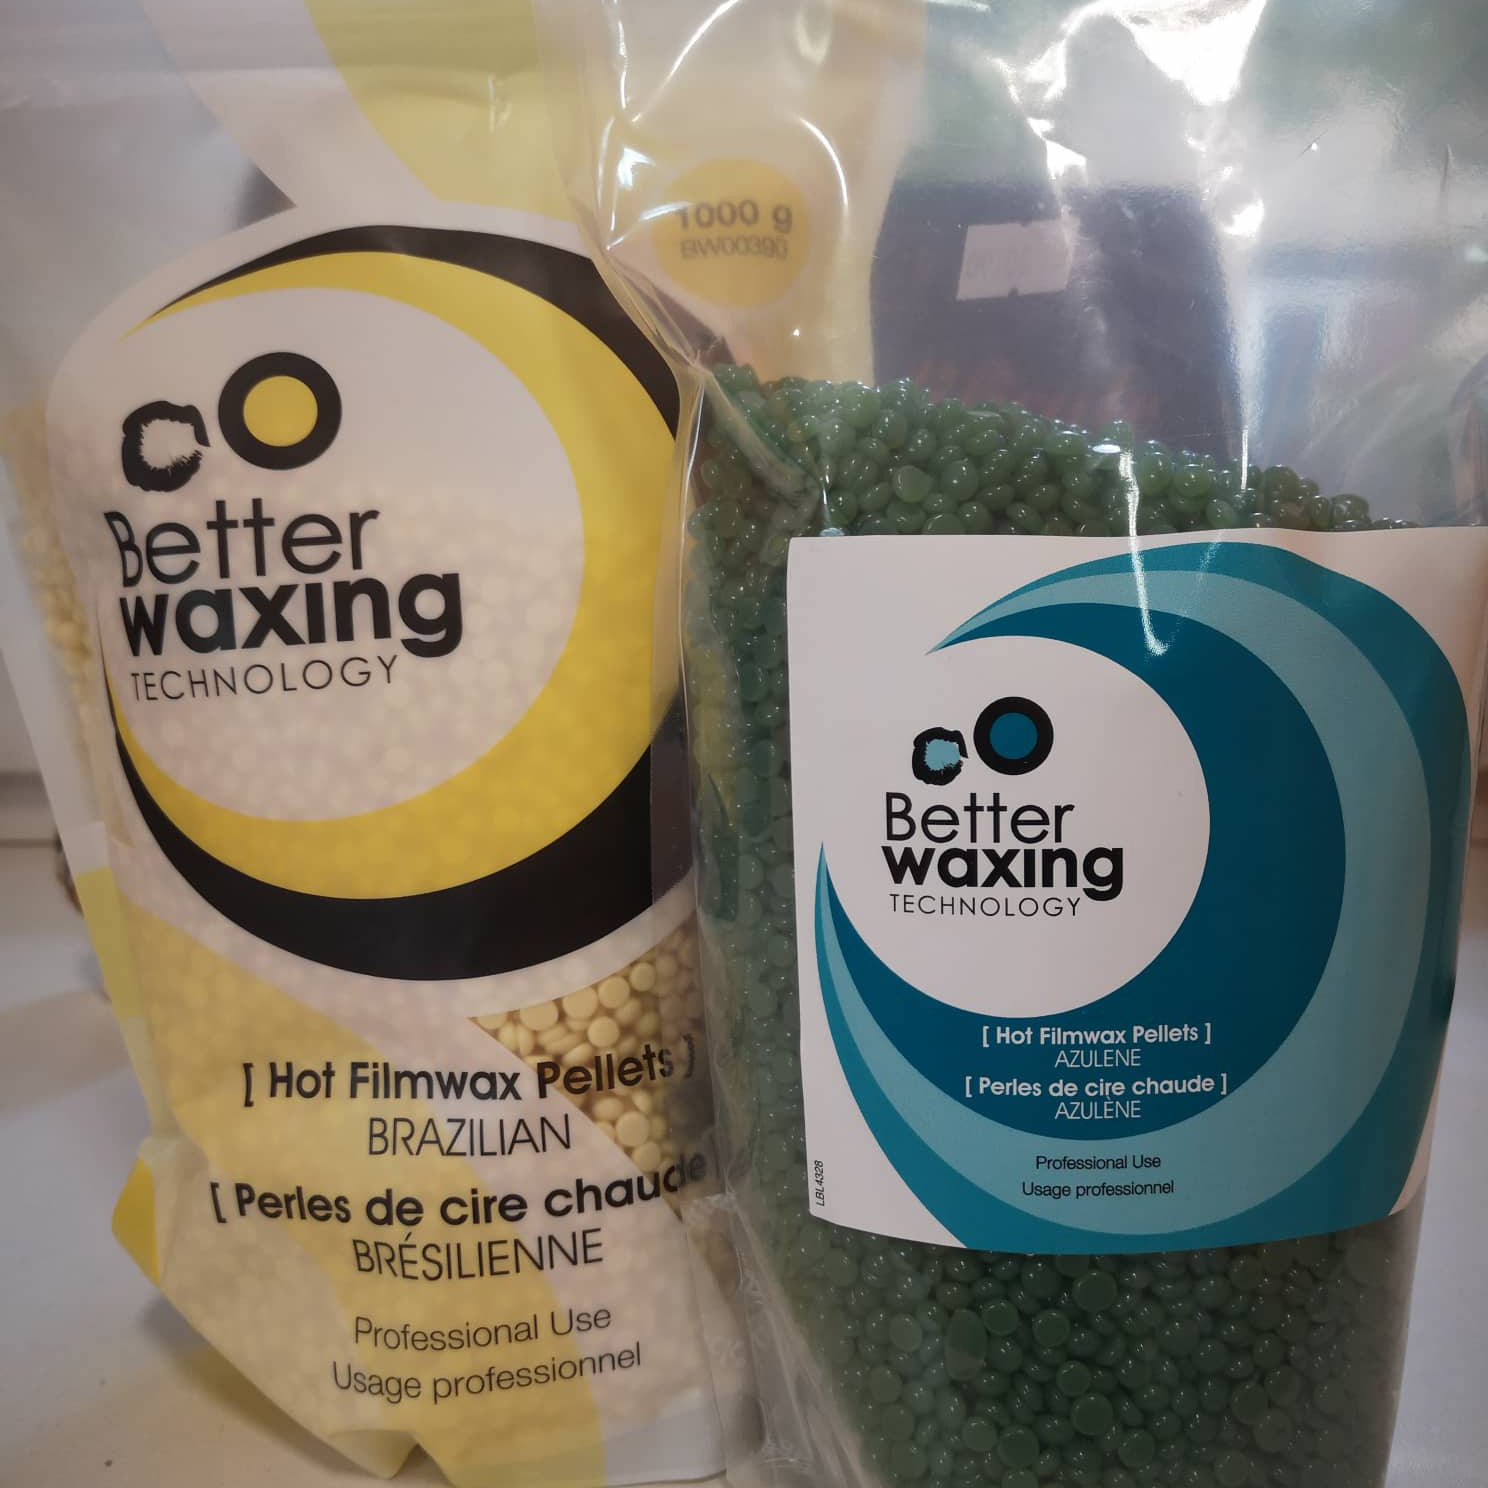 Better
waxing
TECHNOLOGY
[ Hot Filmwax Pellets ]
BRAZILIAN
[ Perles de cire chaude
BRÉSILIENNE
Professional Use
Usage professionnel
1000 g
BW00390
Better
waxing
TECHNOLOGY
[ Hot Filmwax Pellets ]
AZULENE
[ Perles de cire chaude ]
AZULÈNE
Professional Use
Usage professionnel
LBL4328